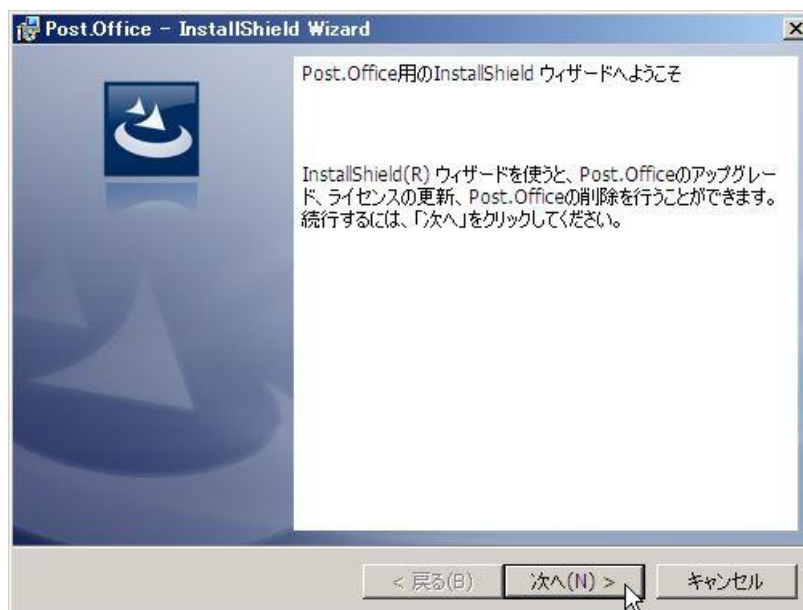 Post.Office - InstallShield Wizard
Post.Office用のInstallShield ウィザードへようこそ
InstallShield(R) ウィザードを使うと、Post.Officeのアップグレー
ド、ライセンスの更新、Post.Officeの削除を行うことができます。
続行するには、「次へ」をクリックしてください。
< 戻る(B)
次へ(N) >
キャンセル